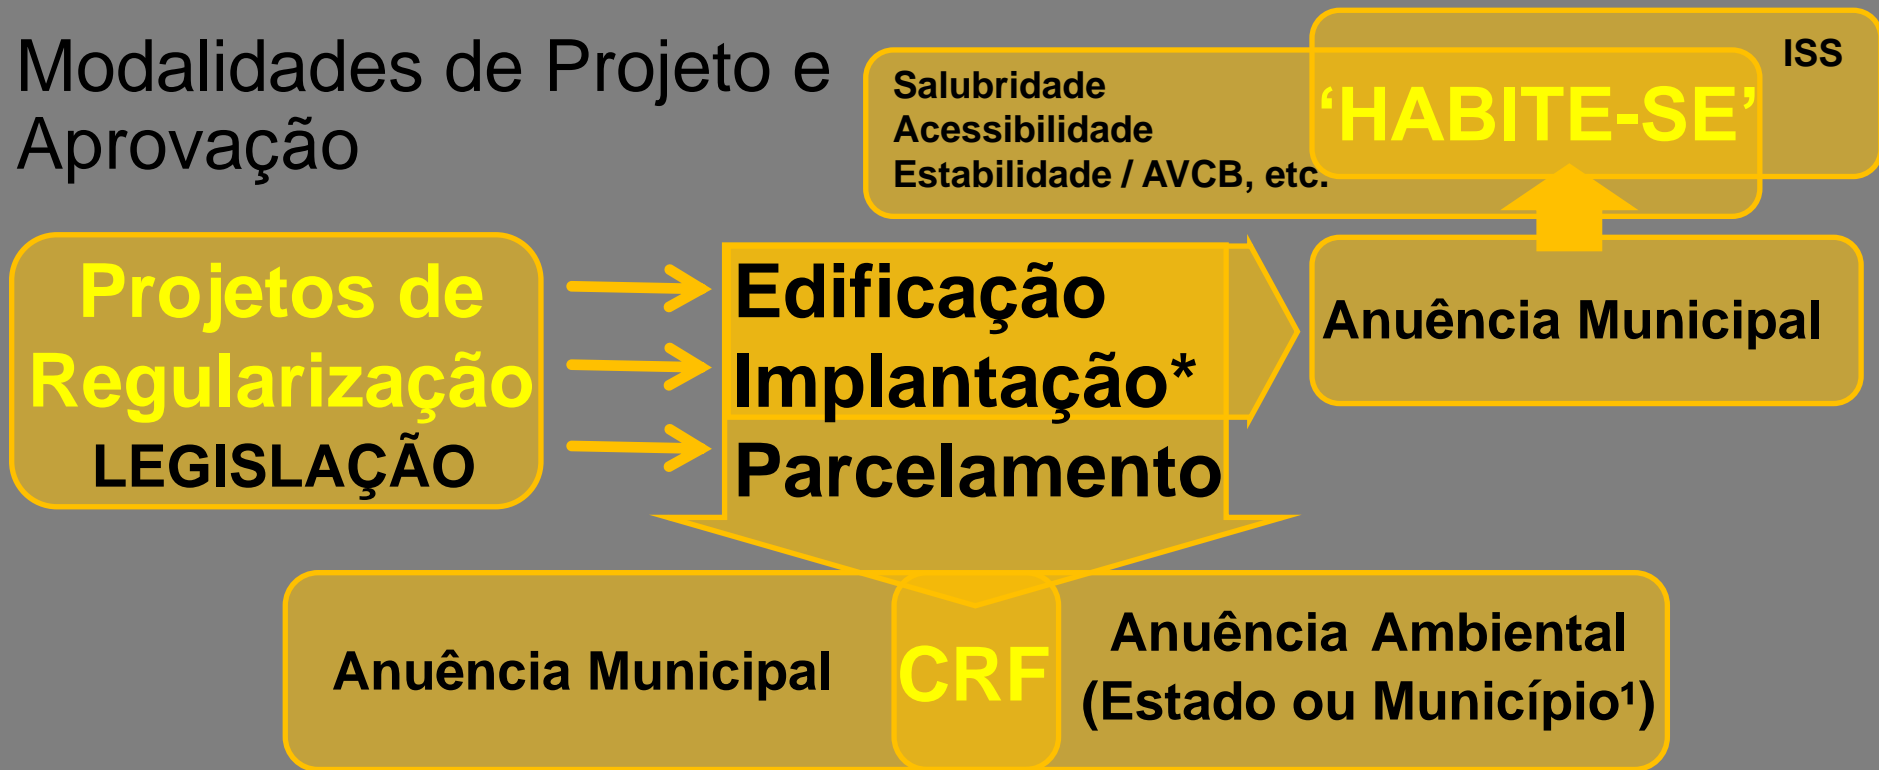 Modalidades de Projeto e
Aprovação
Salubridade
Acessibilidade
Estabilidade / AVCB, etc.
‘HABITE-SE’
ISS
Projetos de
Regularização
LEGISLAÇÃO
Edificação
Implantação*
Parcelamento
Anuência Municipal
Anuência Municipal
CRF
Anuência Ambiental
(Estado ou Município¹)